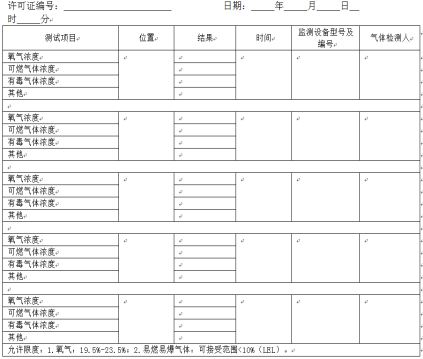 许可证编号：____________________ 日期：_____年_____月_____日__
时_____分
测试项目 位置 结果 时间 监测设备型号及编号 气体检测人
氧气浓度
可燃气体浓度
有毒气体浓度
其他
氧气浓度
可燃气体浓度
有毒气体浓度
其他
氧气浓度
可燃气体浓度
有毒气体浓度
其他
氧气浓度
可燃气体浓度
有毒气体浓度
其他
氧气浓度
可燃气体浓度
有毒气体浓度
其他
允许限度：1.氧气：19.5%-23.5%；2.易燃易爆气体：可接受范围<10%（LEL）。